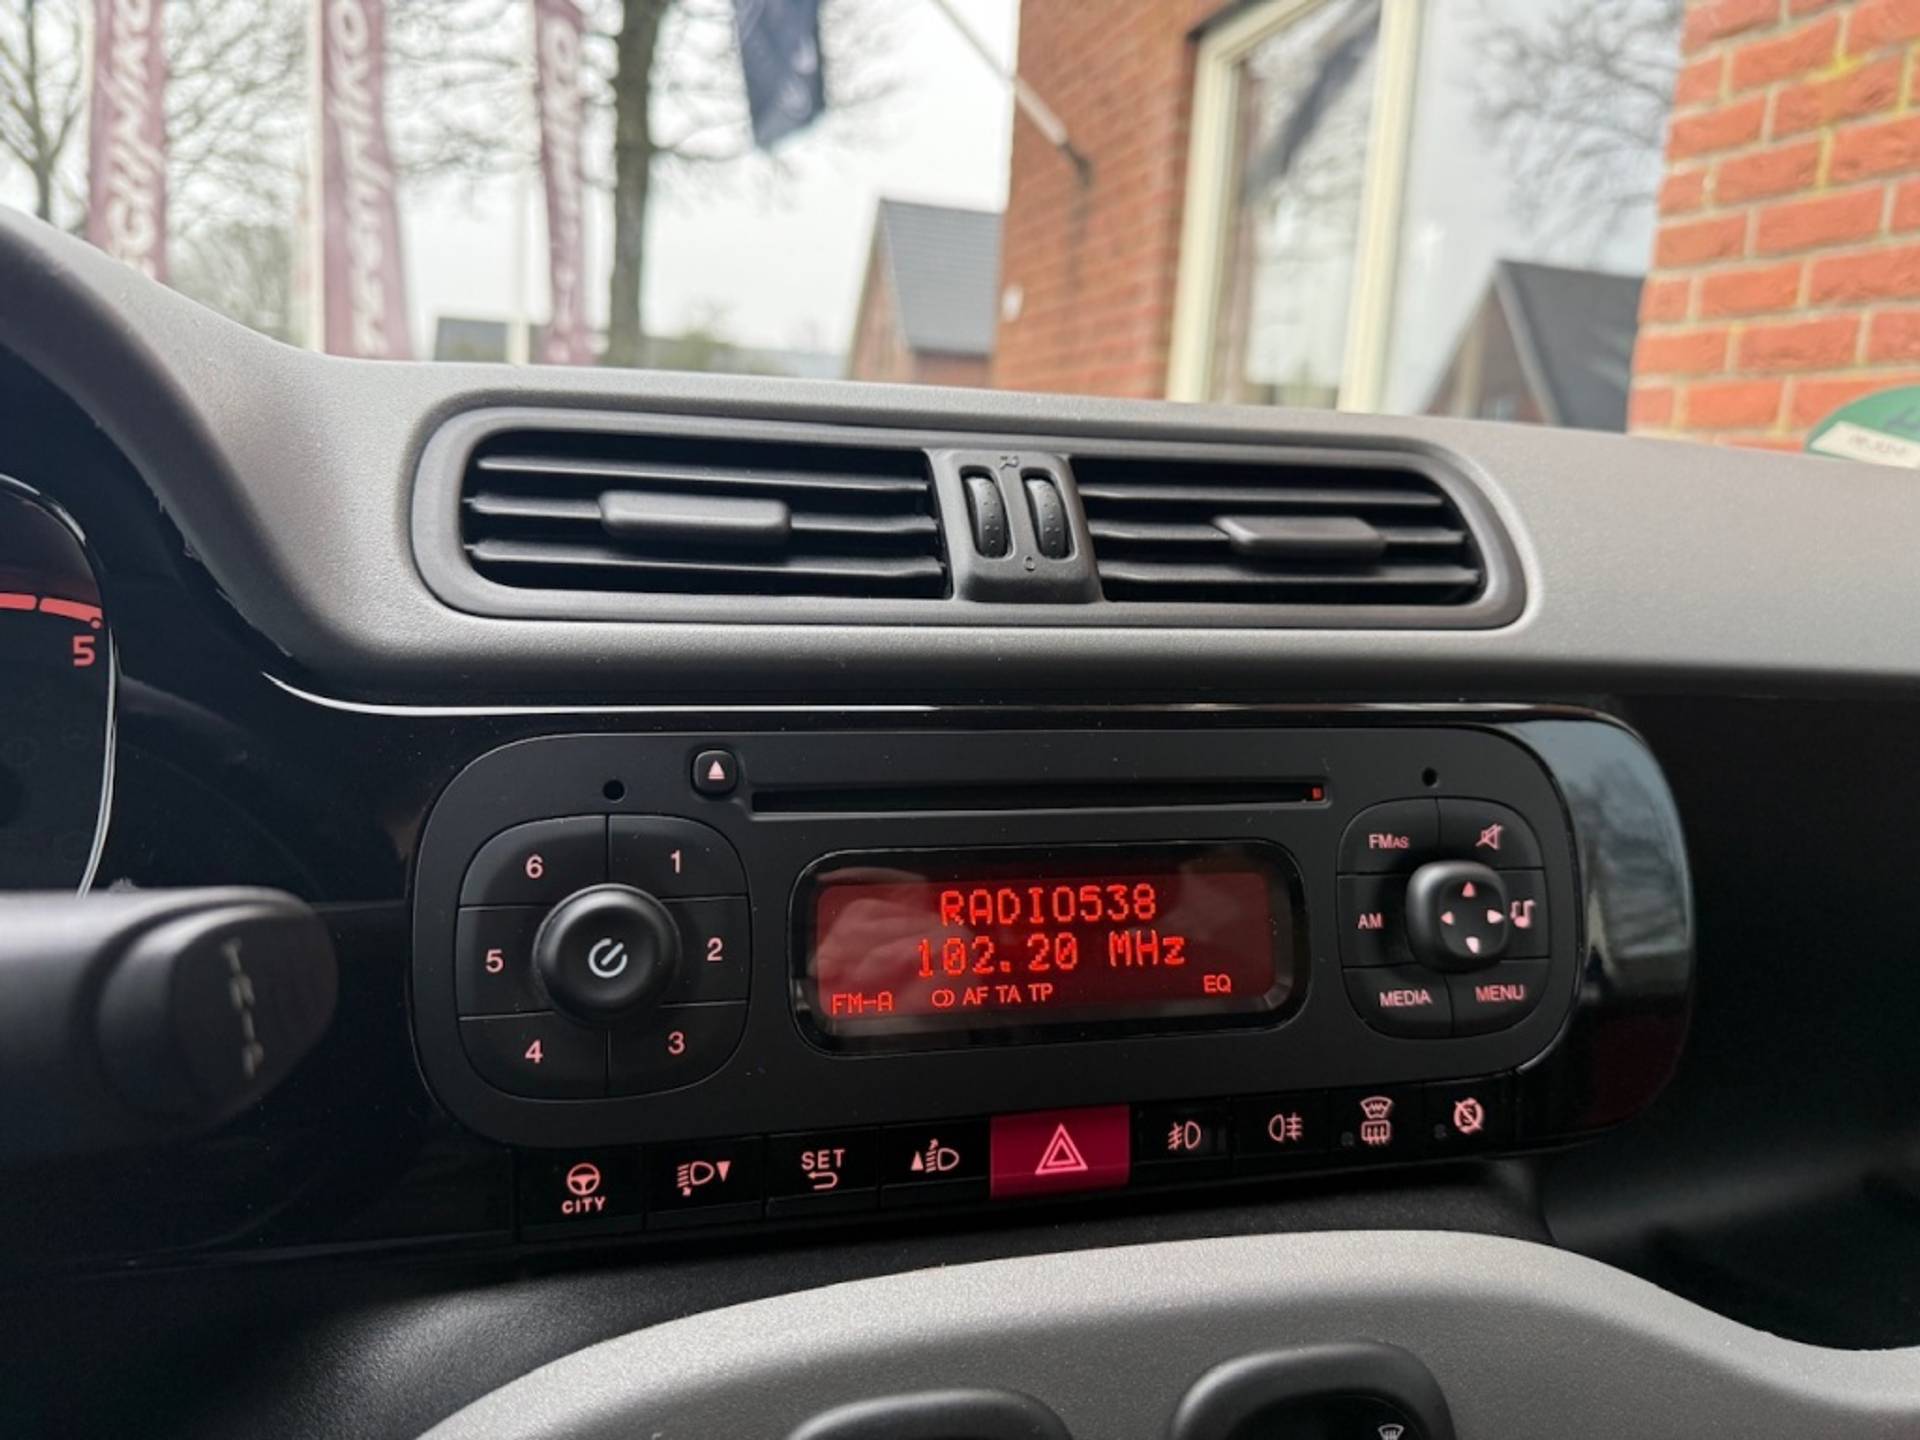 5
TRIP
6
1
5
2
4
3
RADIO538
102.20 MHz
FM-A AF TA TP EQ
FMAS
AM
MEDIA
MENU
CITY
SET